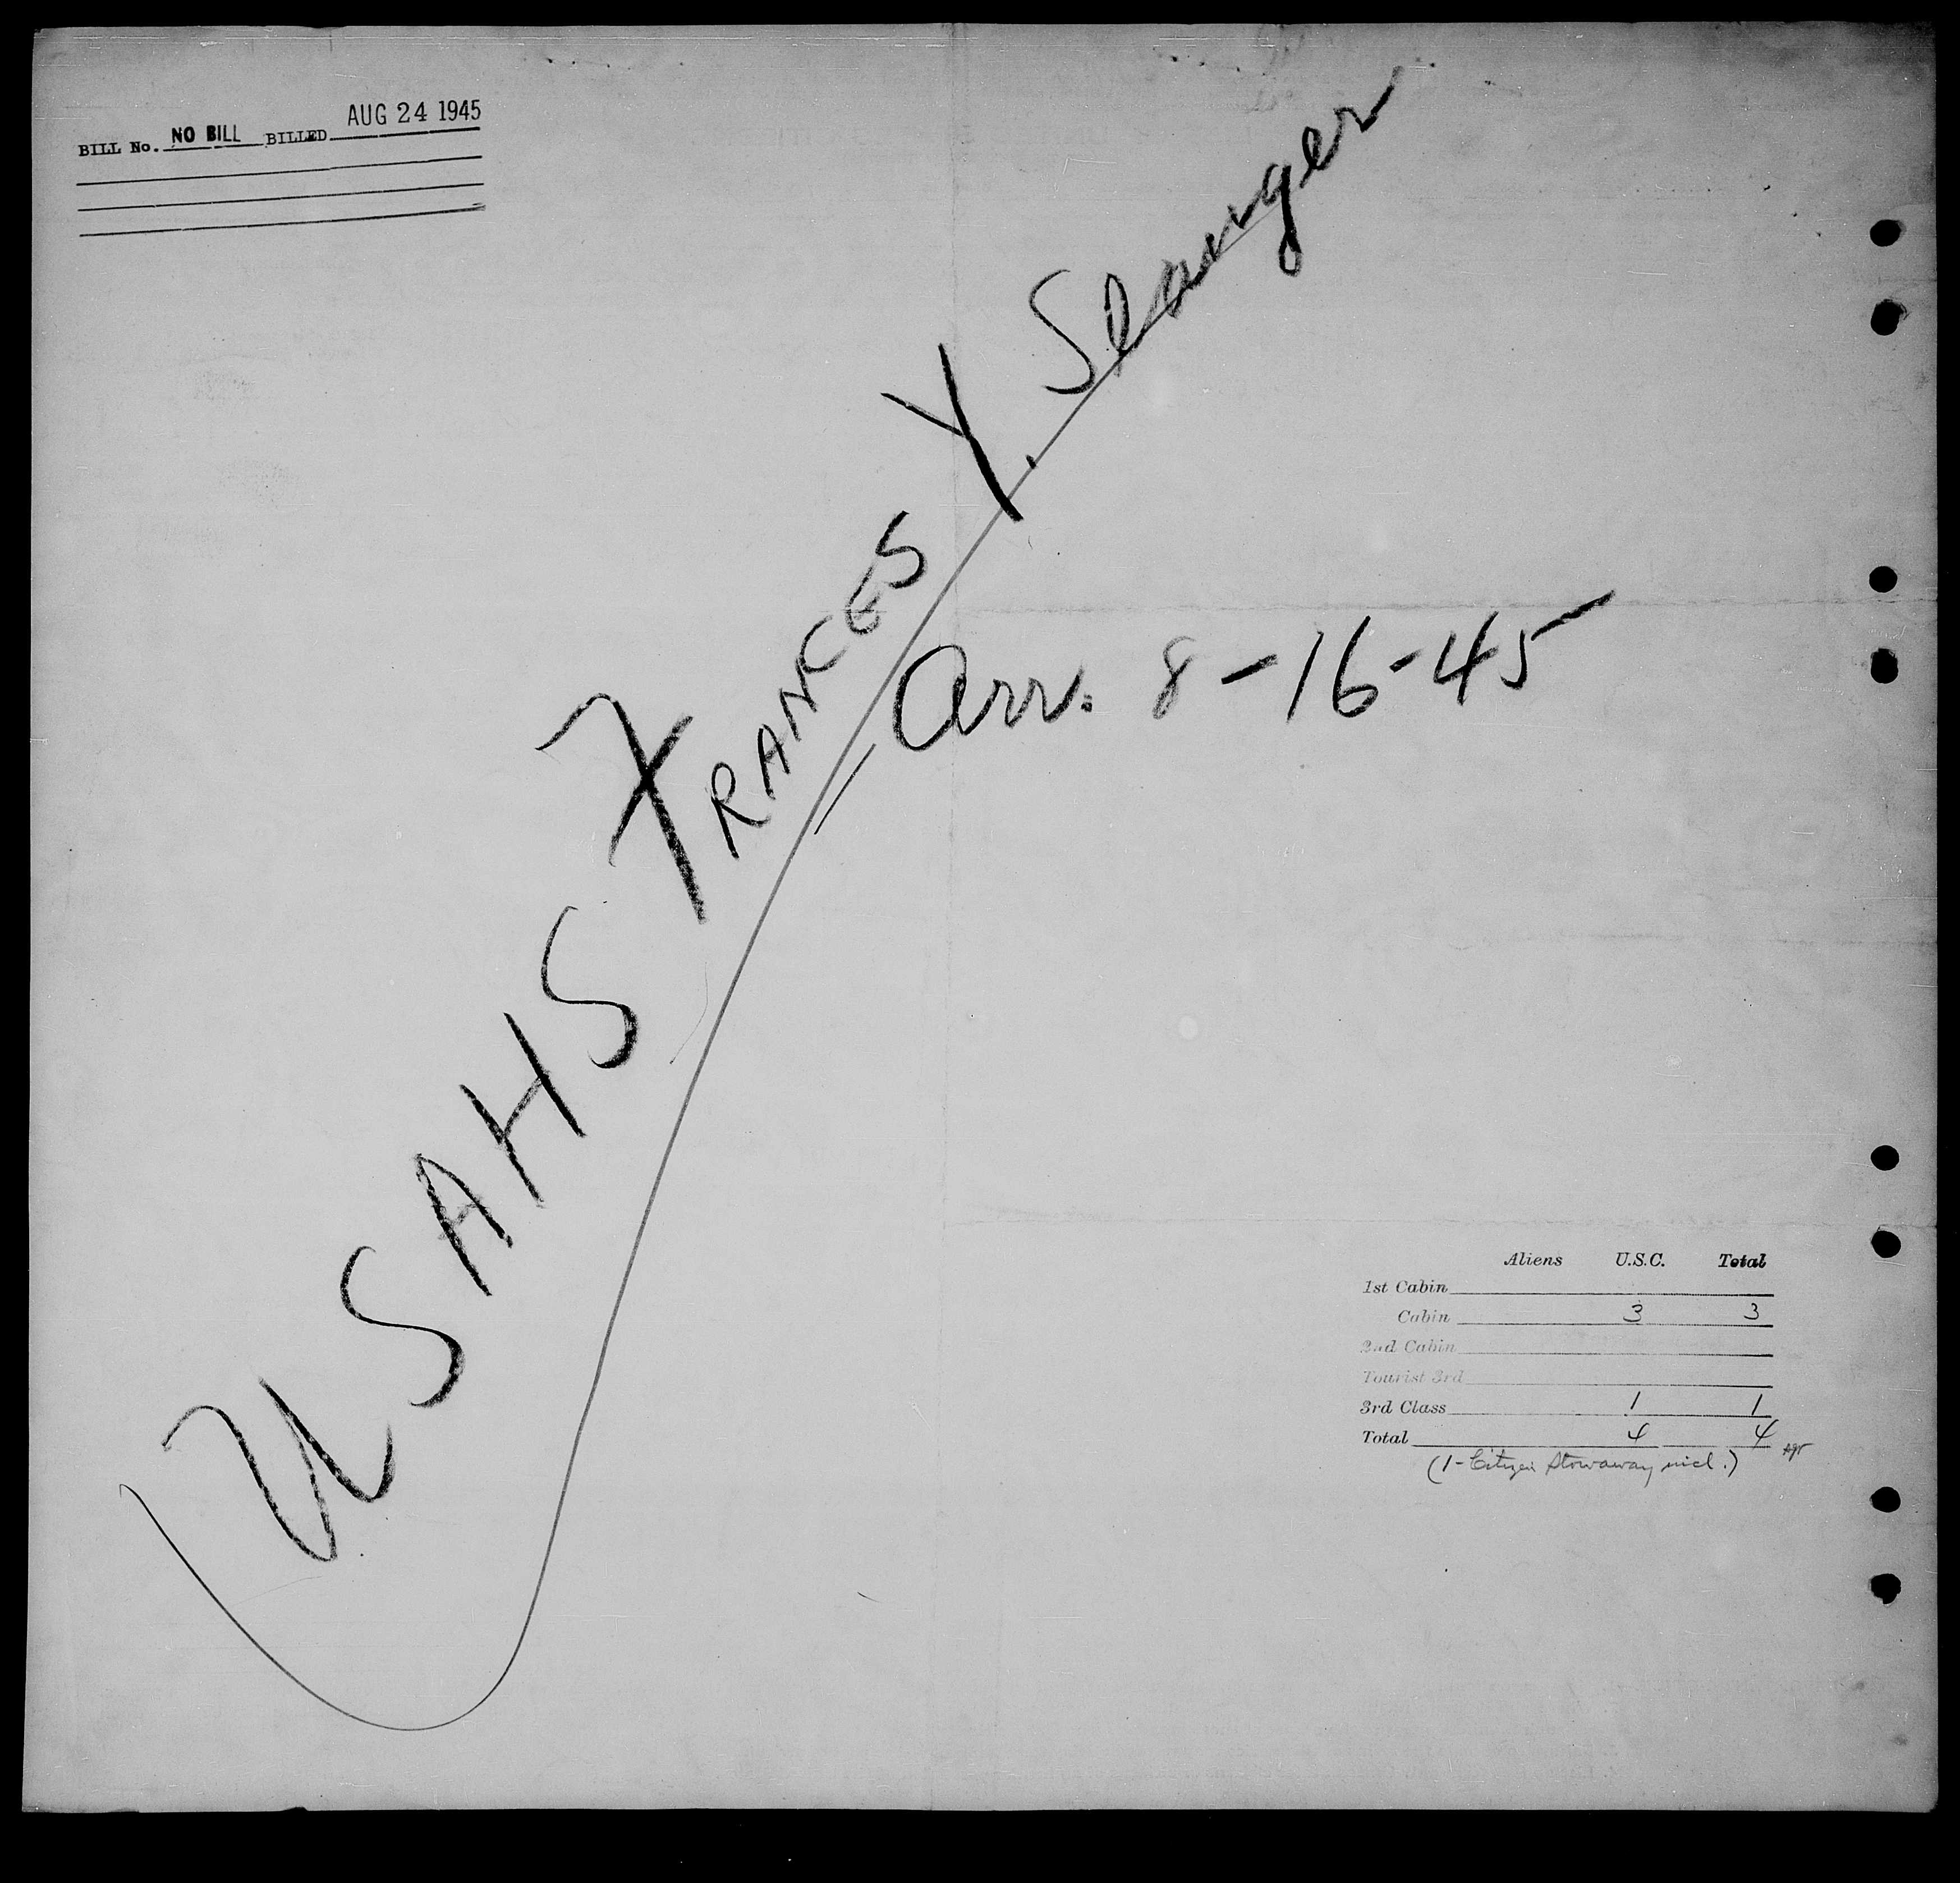 BILL No. NO BILL BILLED AUG 24 1945
USAHS FRANCES Y. Slanger
Arr. 8-16-45
Aliens U.S.C. Total
1st Cabin
Cabin 3 3
2nd Cabin
Tourist 3rd
3rd Class 1 1
Total 4 4
(1-Citizen Stowaway incl.)